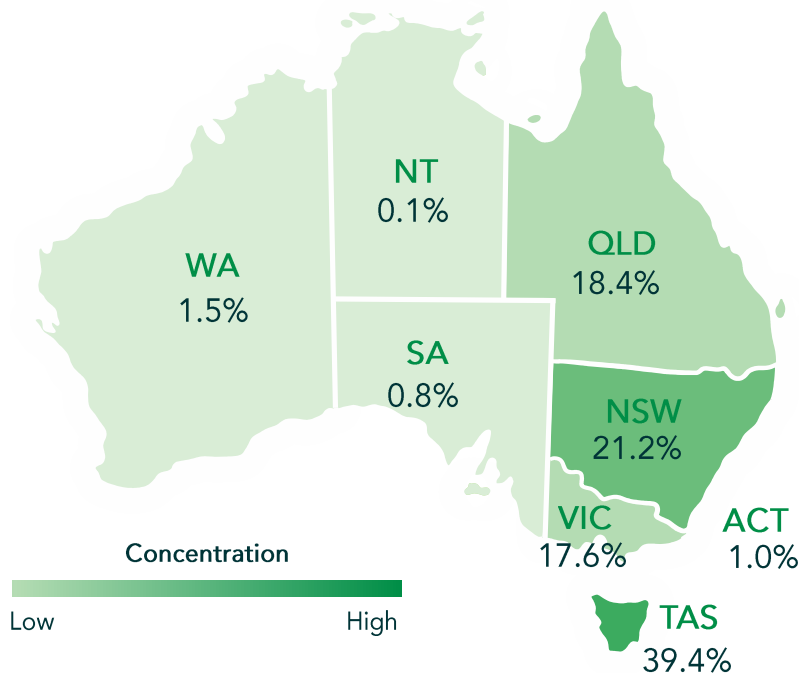 NT
0.1%
QLD
18.4%
WA
1.5%
SA
0.8%
NSW
21.2%
VIC
17.6%
ACT
1.0%
Concentration
Low
High
TAS
39.4%